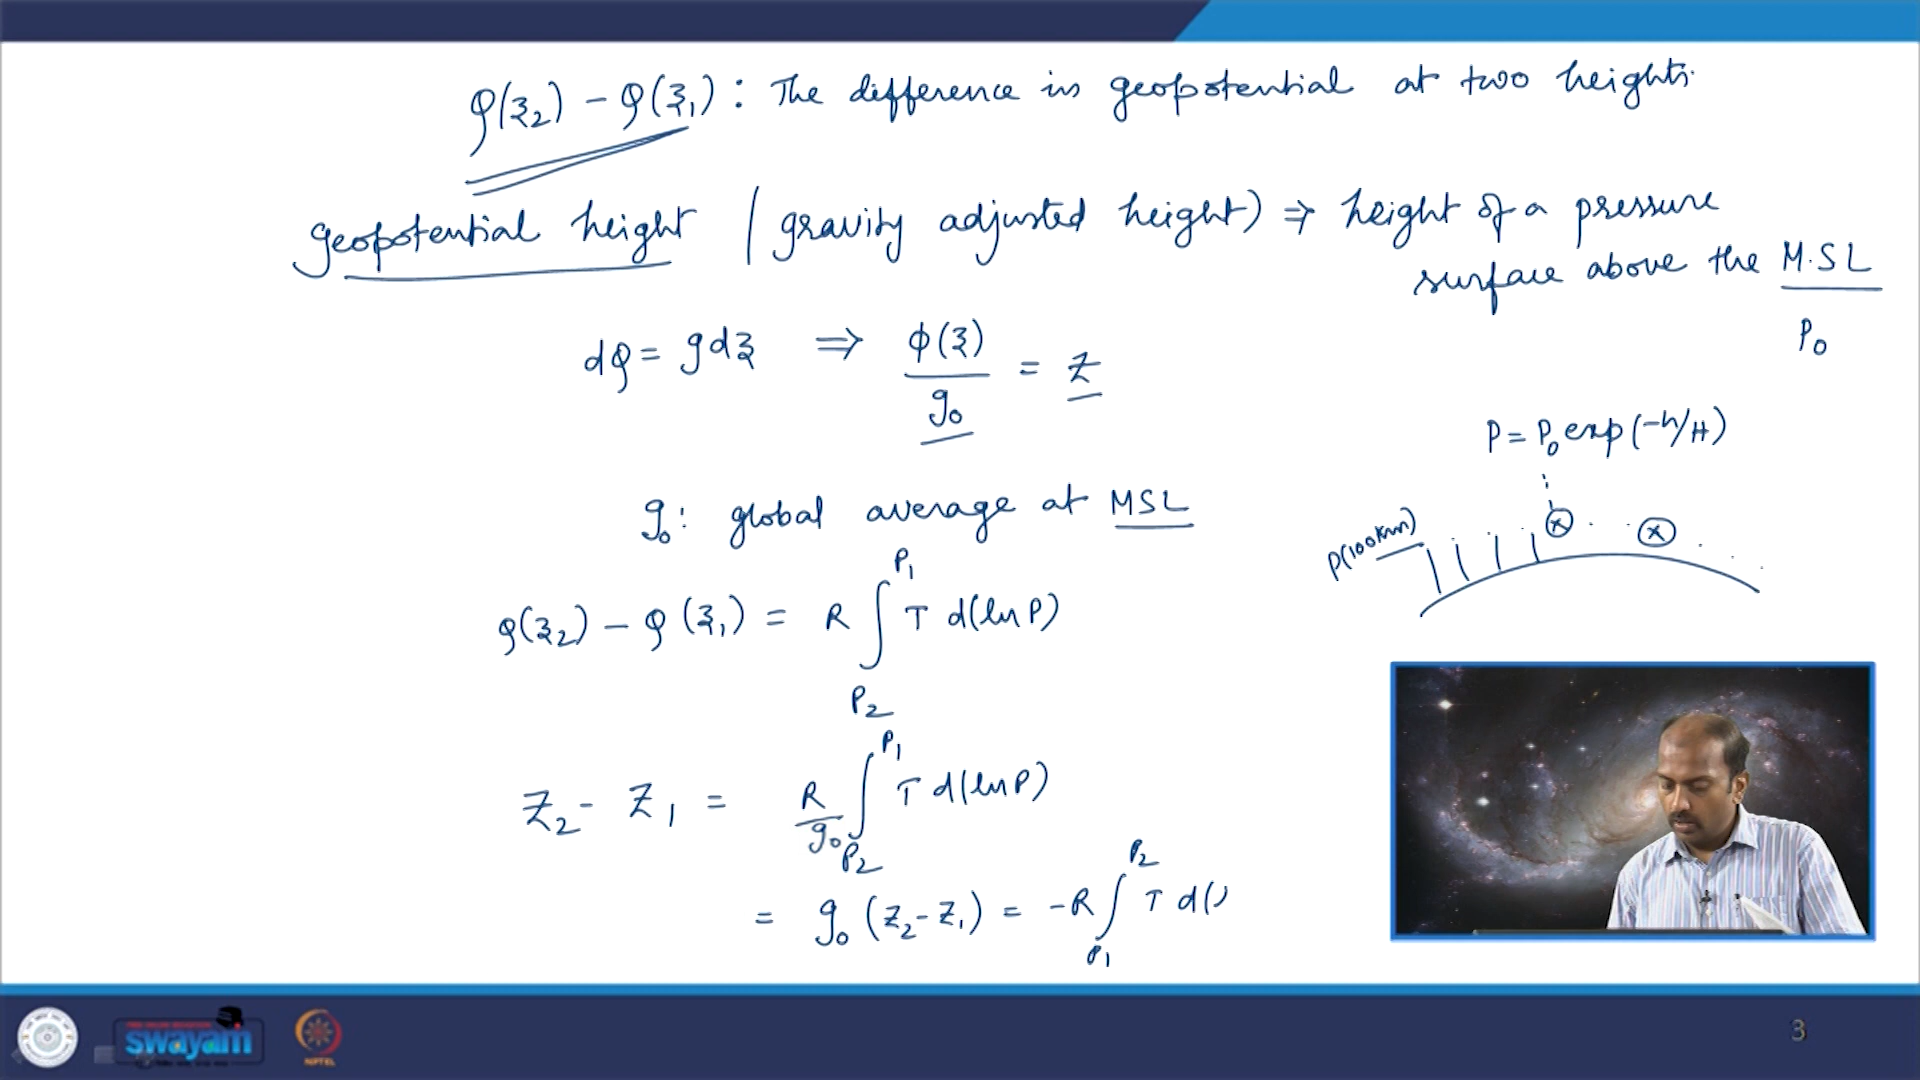 φ(z₂) − φ(z₁) : The difference in geopotential at two heights.
geopotential height (gravity adjusted height) ⇒ height of a pressure
surface above the M.S.L
P₀
dφ = gdz ⇒ φ(z)/g₀ = Z
P = P₀ exp(-h/H)
g₀: global average at MSL
P(100km)
φ(z₂) − φ(z₁) = R ∫_{P₂}^{P₁} T d(ln P)
Z₂ - Z₁ = R/g₀ ∫_{P₂}^{P₁} T d(ln P)
= g₀ (Z₂ - Z₁) = -R ∫_{P₁}^{P₂} T d()
swayam
NPTEL
3